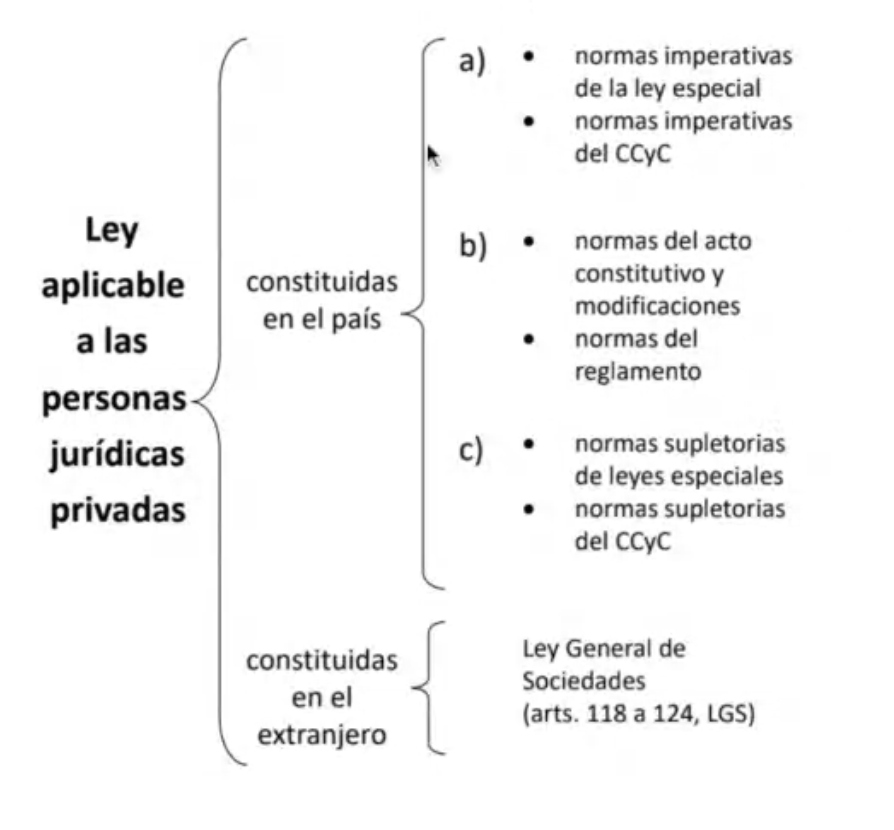 Ley
aplicable
a las
personas
jurídicas
privadas
constituidas
en el país
a)
• normas imperativas
de la ley especial
• normas imperativas
del CCyC
b)
• normas del acto
constitutivo y
modificaciones
• normas del
reglamento
c)
• normas supletorias
de leyes especiales
• normas supletorias
del CCyC
constituidas
en el
extranjero
Ley General de
Sociedades
(arts. 118 a 124, LGS)